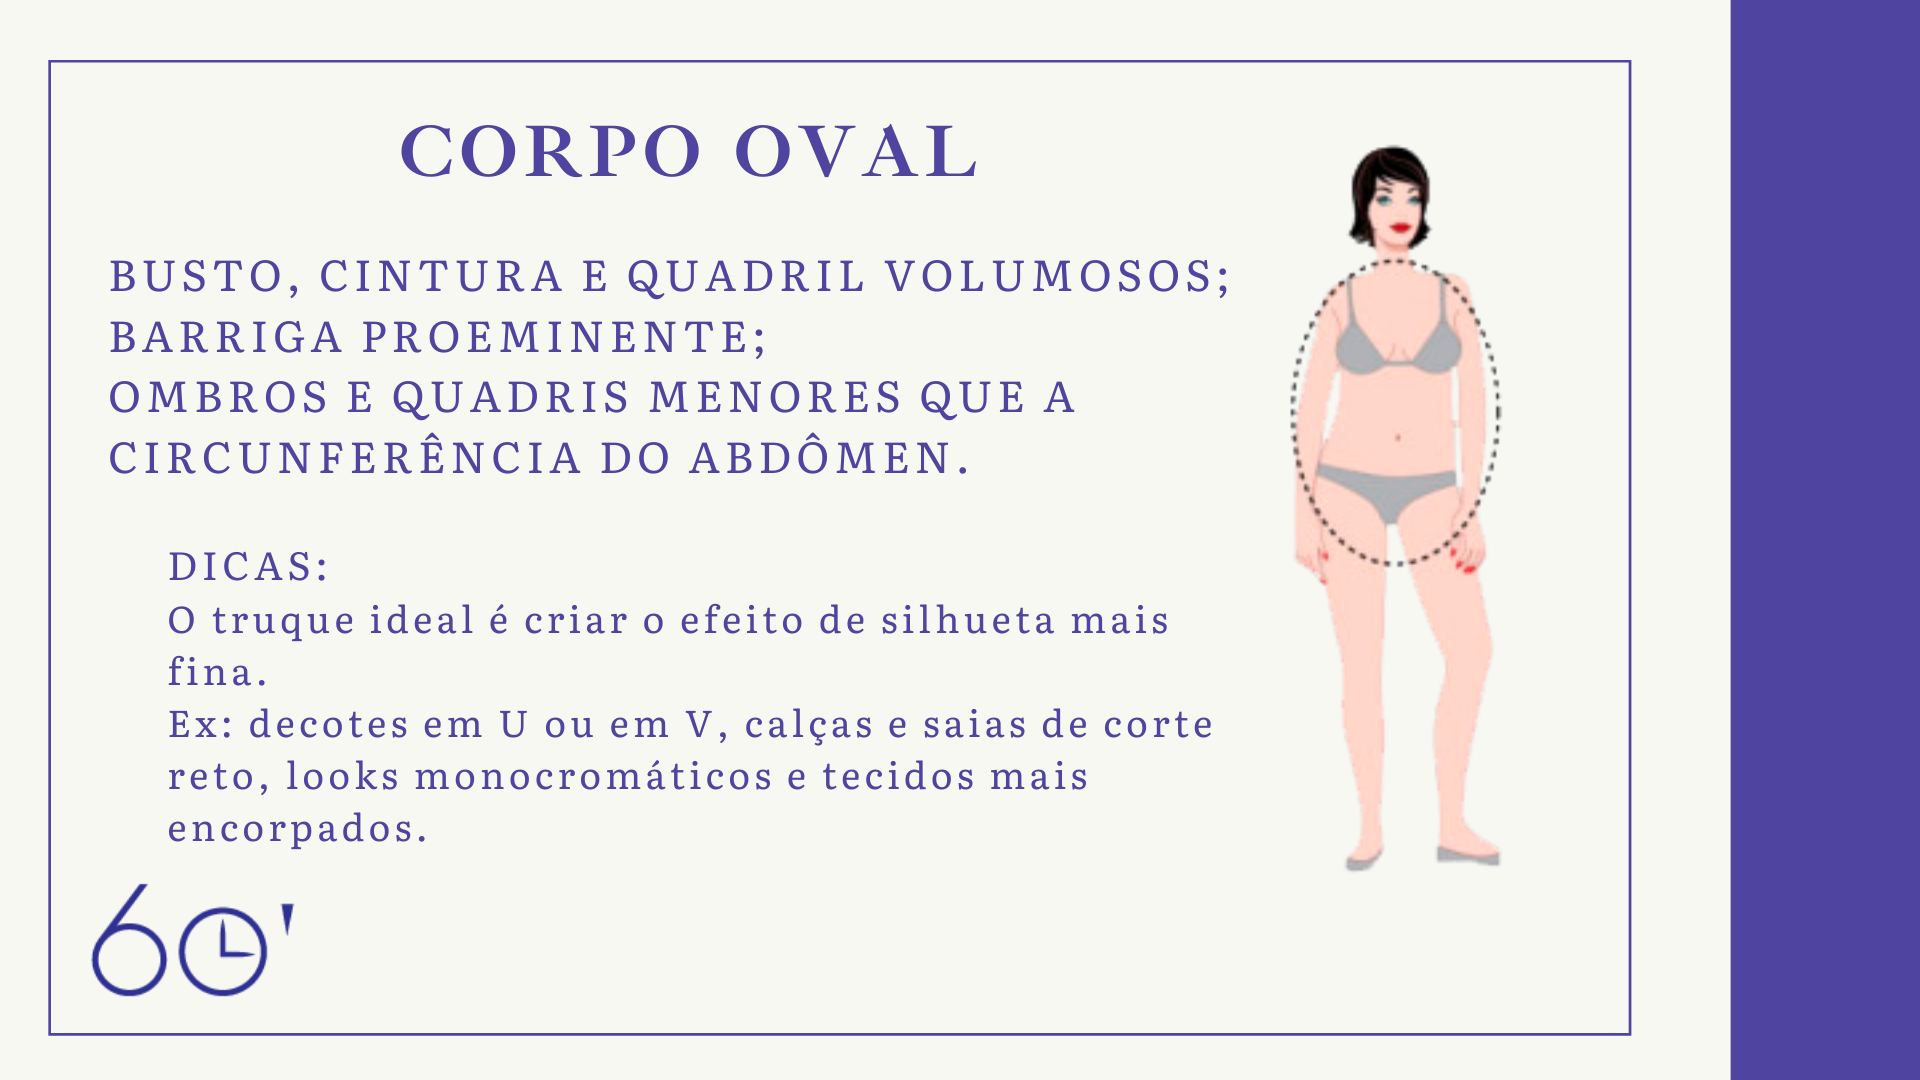 CORPO OVAL
BUSTO, CINTURA E QUADRIL VOLUMOSOS;
BARRIGA PROEMINENTE;
OMBROS E QUADRIS MENORES QUE A
CIRCUNFERÊNCIA DO ABDÔMEN.
DICAS:
O truque ideal é criar o efeito de silhueta mais
fina.
Ex: decotes em U ou em V, calças e saias de corte
reto, looks monocromáticos e tecidos mais
encorpados.
60'